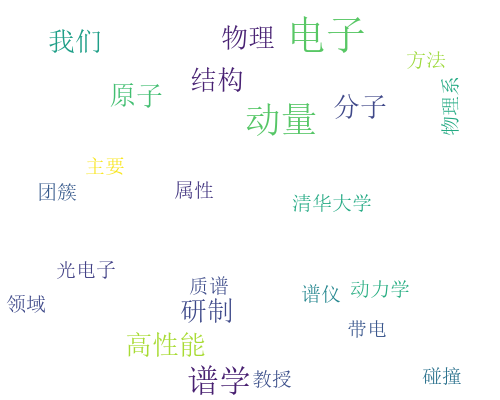 电子
我们
物理
方法
结构
原子
分子
物理系
动量
主要
团簇
属性
清华大学
光电子
质谱
谱仪
动力学
领域
研制
带电
高性能
谱学
教授
碰撞